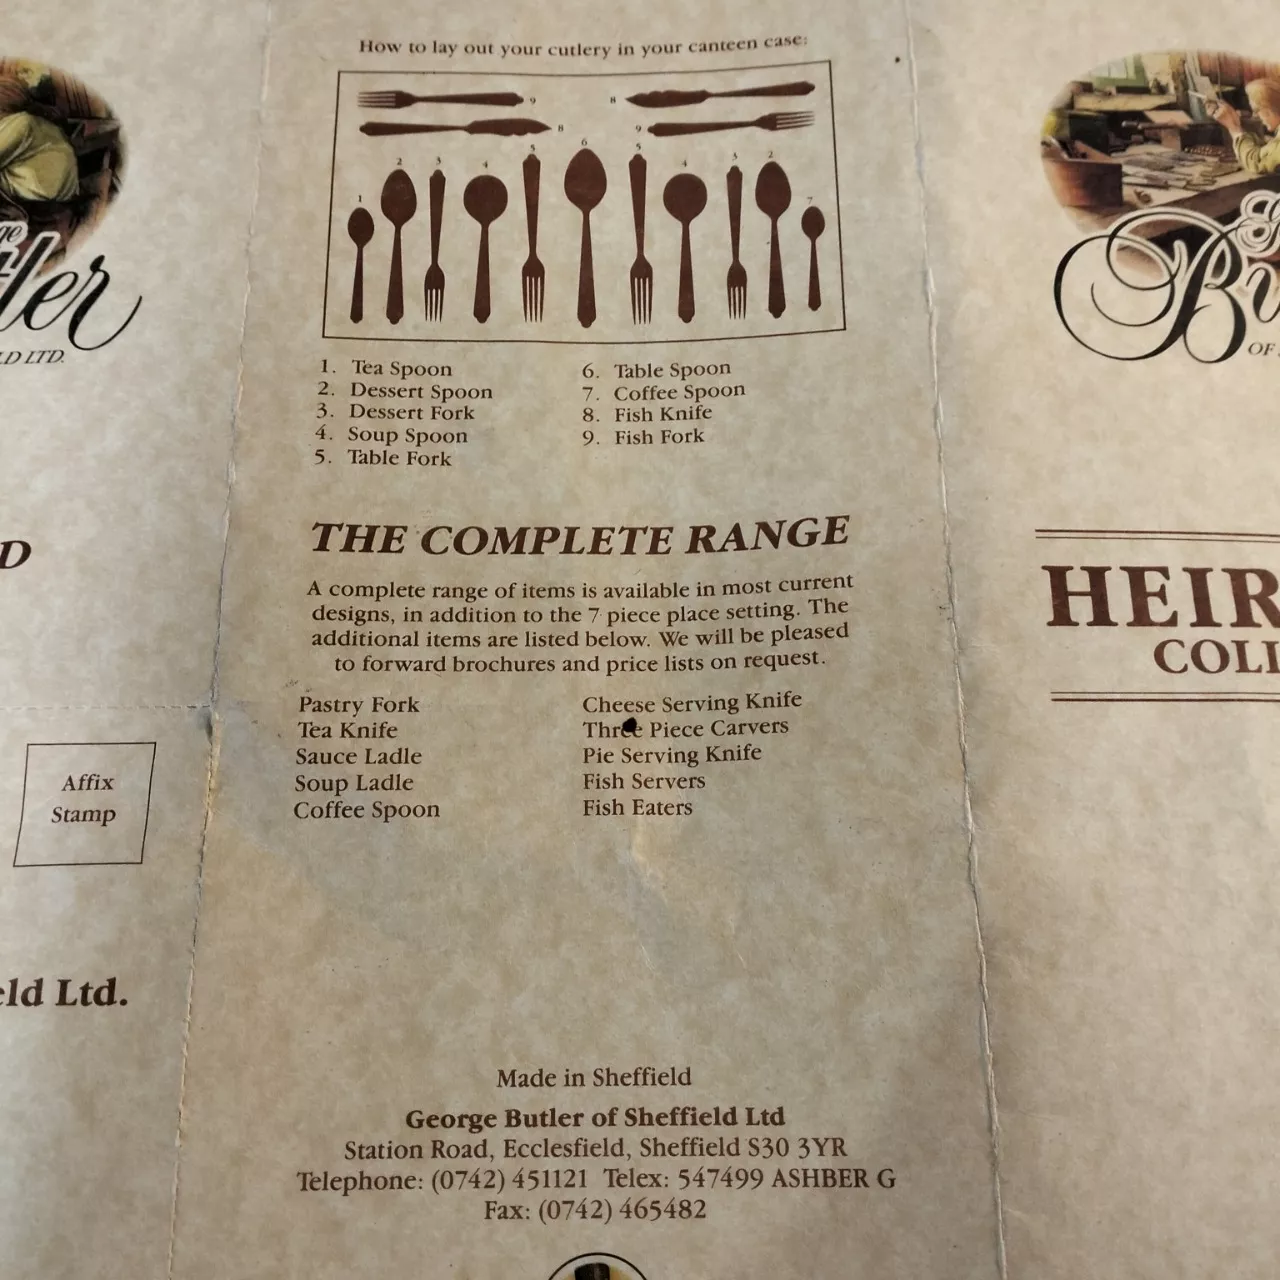 How to lay out your cutlery in your canteen case:
9
8
8
9
1
2
3
4
5
6
5
4
3
2
7
1. Tea Spoon
2. Dessert Spoon
3. Dessert Fork
4. Soup Spoon
5. Table Fork
6. Table Spoon
7. Coffee Spoon
8. Fish Knife
9. Fish Fork
THE COMPLETE RANGE
A complete range of items is available in most current
designs, in addition to the 7 piece place setting. The
additional items are listed below. We will be pleased
to forward brochures and price lists on request.
Pastry Fork
Tea Knife
Sauce Ladle
Soup Ladle
Coffee Spoon
Cheese Serving Knife
Three Piece Carvers
Pie Serving Knife
Fish Servers
Fish Eaters
Made in Sheffield
George Butler of Sheffield Ltd
Station Road, Ecclesfield, Sheffield S30 3YR
Telephone: (0742) 451121 Telex: 547499 ASHBER G
Fax: (0742) 465482
LTD.
Affix
Stamp
Ltd.
OF